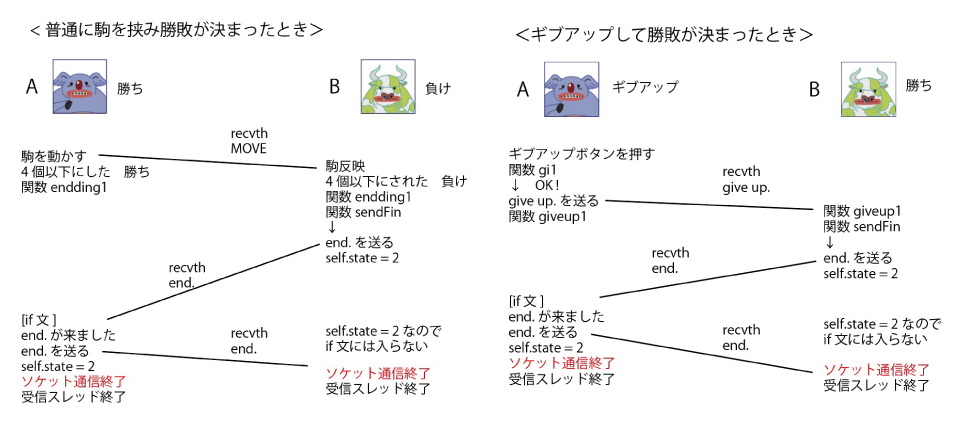 ＜普通に駒を挟み勝敗が決まったとき＞
A
勝ち
B
負け
recvth
MOVE
駒を動かす
４個以下にした　勝ち
関数 endding1
駒反映
４個以下にされた　負け
関数 endding1
関数 sendFin
↓
end. を送る
self.state = 2
recvth
end.
[if 文 ]
end. が来ました
end. を送る
self.state = 2
ソケット通信終了
受信スレッド終了
recvth
end.
self.state = 2 なので
if 文には入らない
ソケット通信終了
受信スレッド終了
＜ギブアップして勝敗が決まったとき＞
A
ギブアップ
B
勝ち
ギブアップボタンを押す
関数 gi1
↓　OK！
give up. を送る
関数 giveup1
recvth
give up.
関数 giveup1
関数 sendFin
↓
end. を送る
self.state = 2
recvth
end.
[if 文 ]
end. が来ました
end. を送る
self.state = 2
ソケット通信終了
受信スレッド終了
recvth
end.
self.state = 2 なので
if 文には入らない
ソケット通信終了
受信スレッド終了